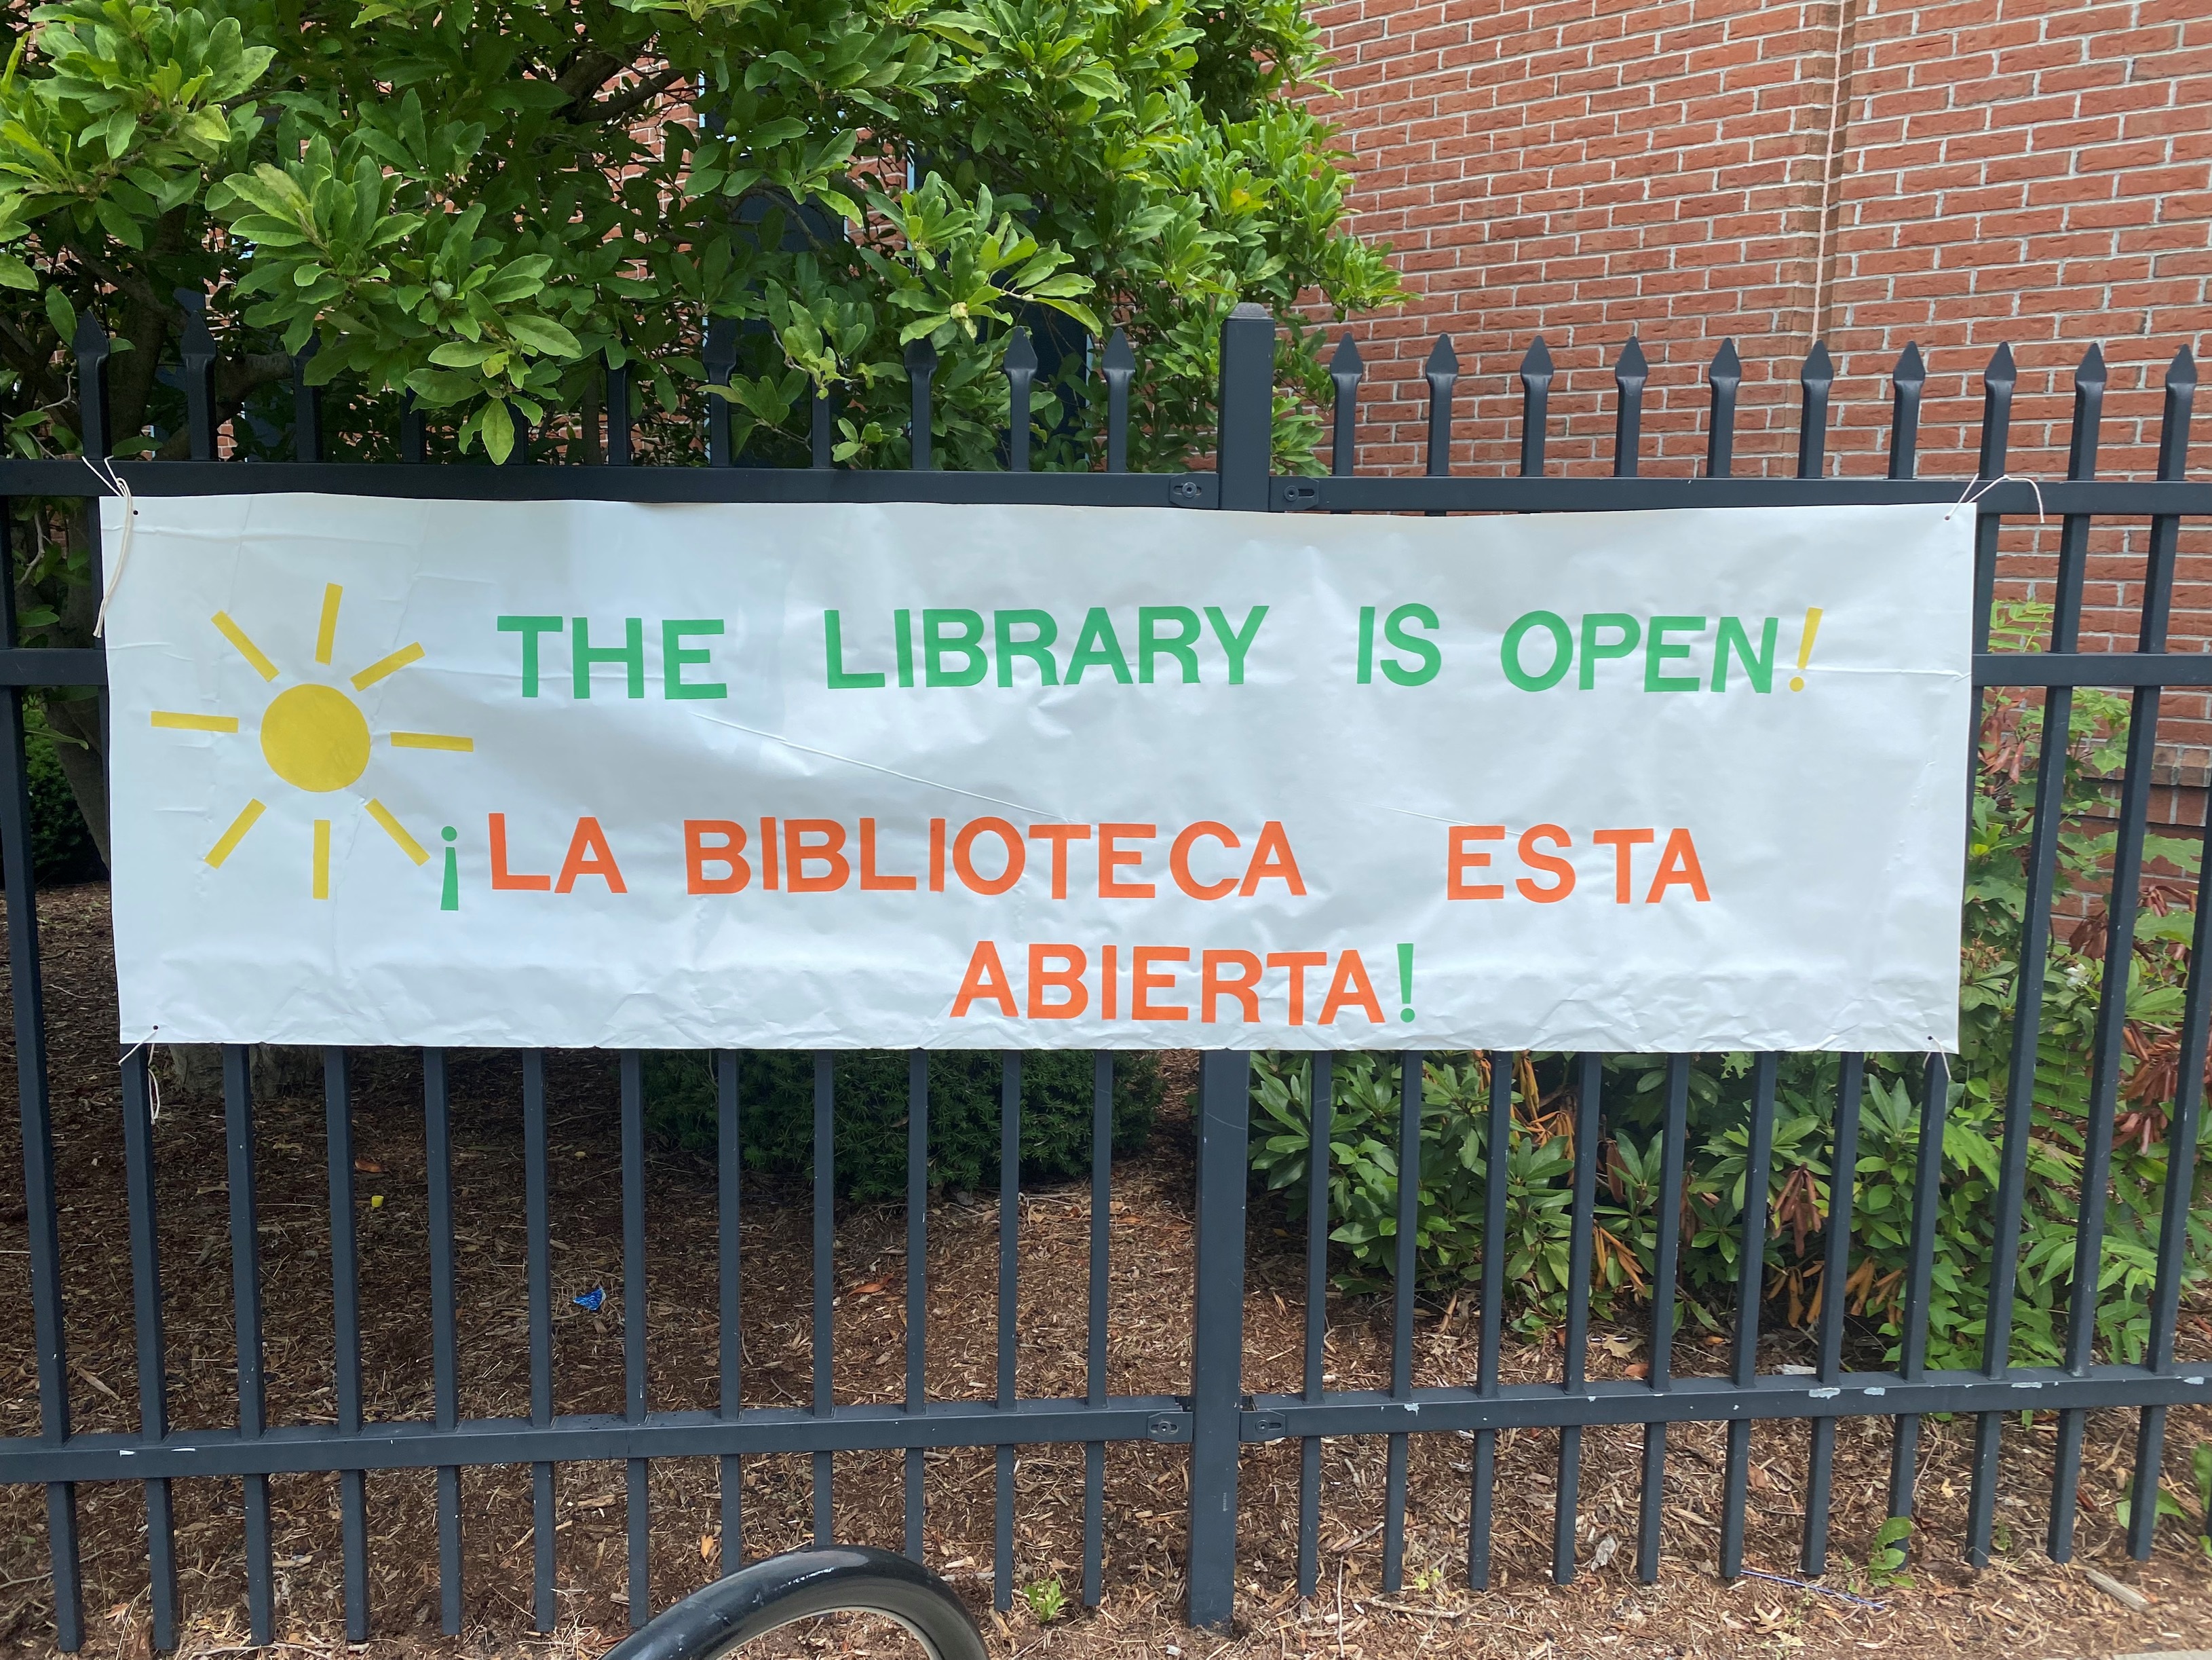 THE LIBRARY IS OPEN!
¡LA BIBLIOTECA ESTA
ABIERTA!